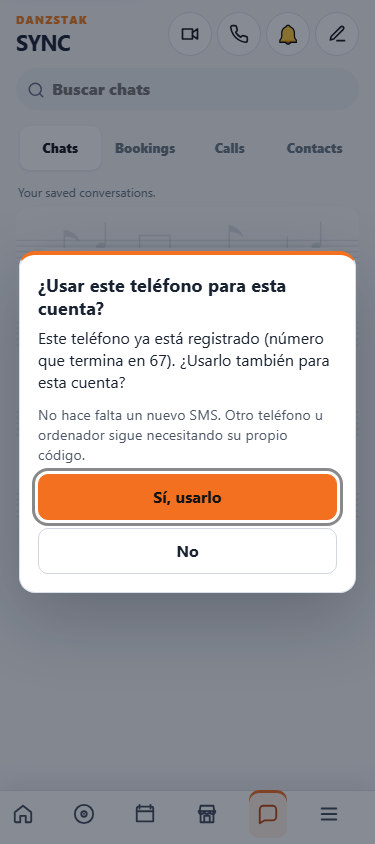 DANZSTAK
SYNC
Buscar chats
Chats Bookings Calls Contacts
Your saved conversations.
¿Usar este teléfono para esta
cuenta?
Este teléfono ya está registrado (número
que termina en 67). ¿Usarlo también para
esta cuenta?
No hace falta un nuevo SMS. Otro teléfono u
ordenador sigue necesitando su propio
código.
Sí, usarlo
No